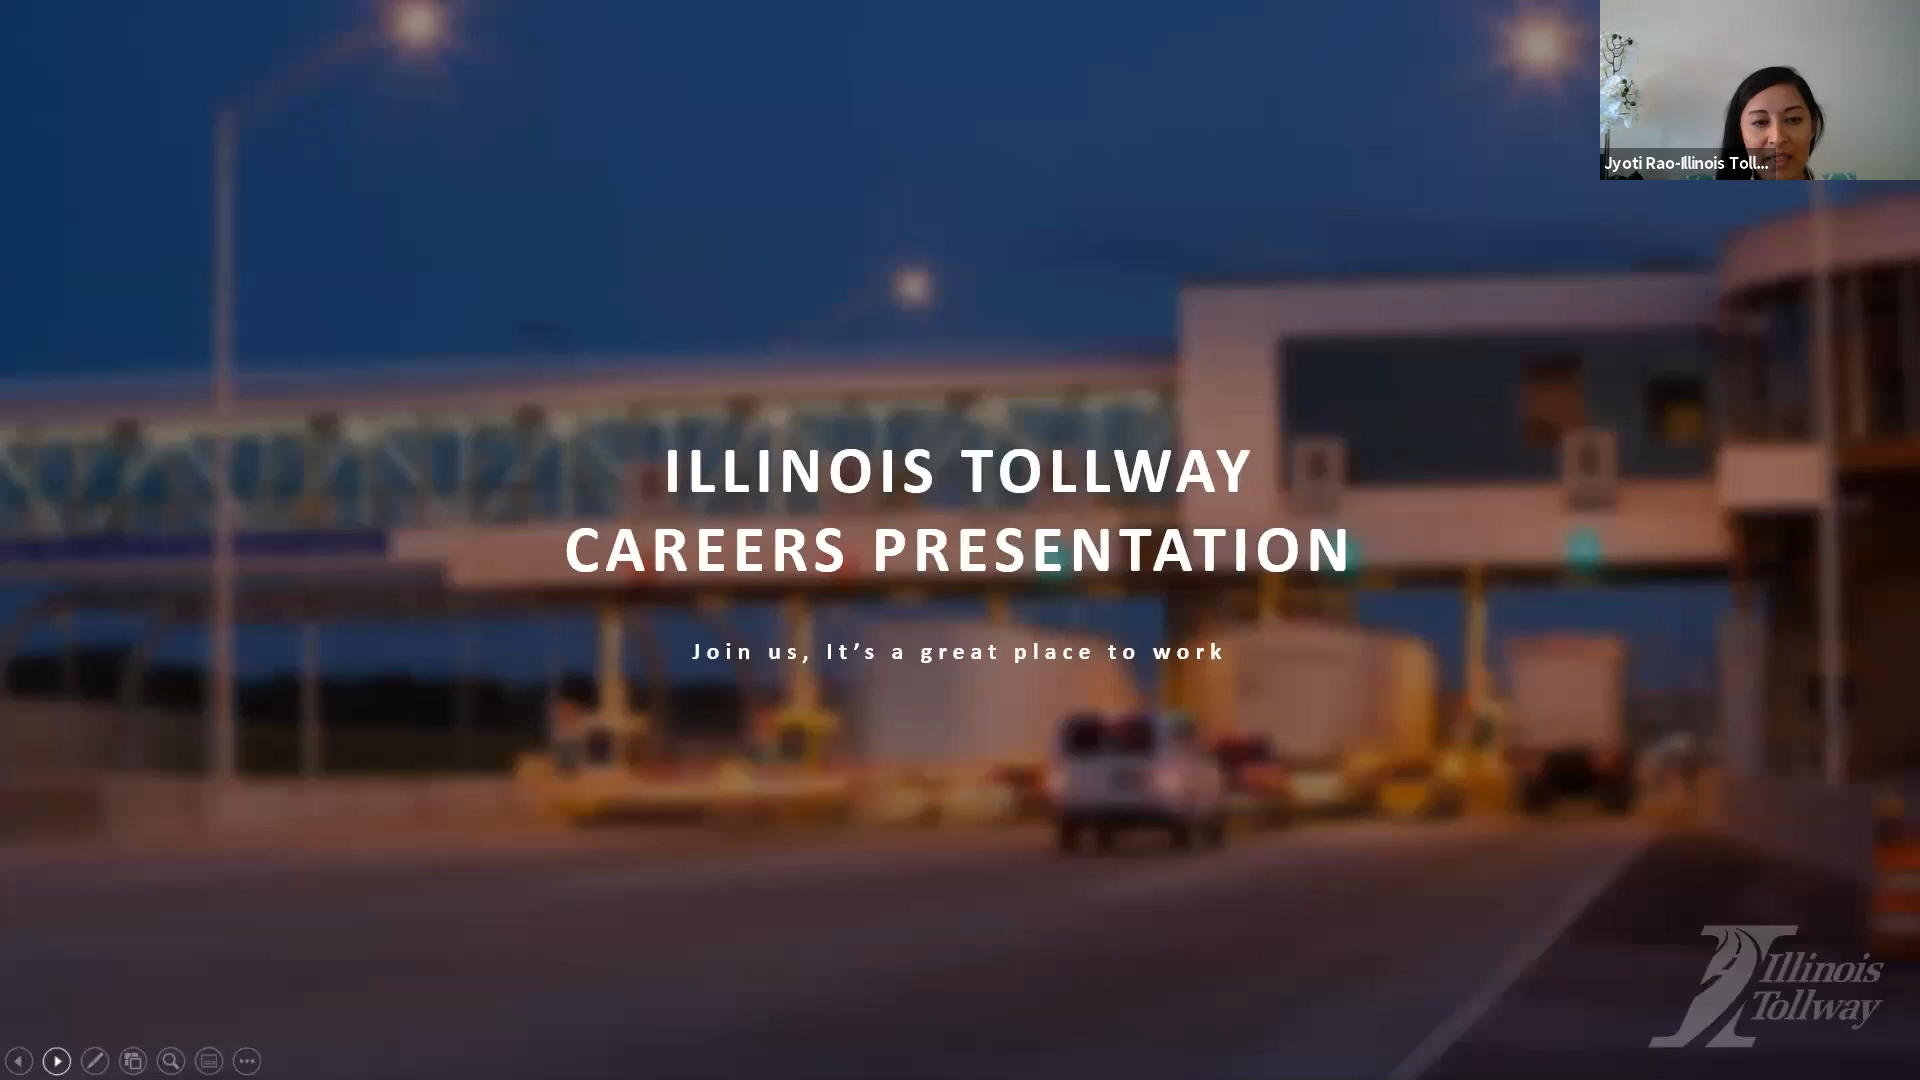 Jyoti Rao-Illinois Toll...
ILLINOIS TOLLWAY
CAREERS PRESENTATION
Join us, It’s a great place to work
Illinois
Tollway